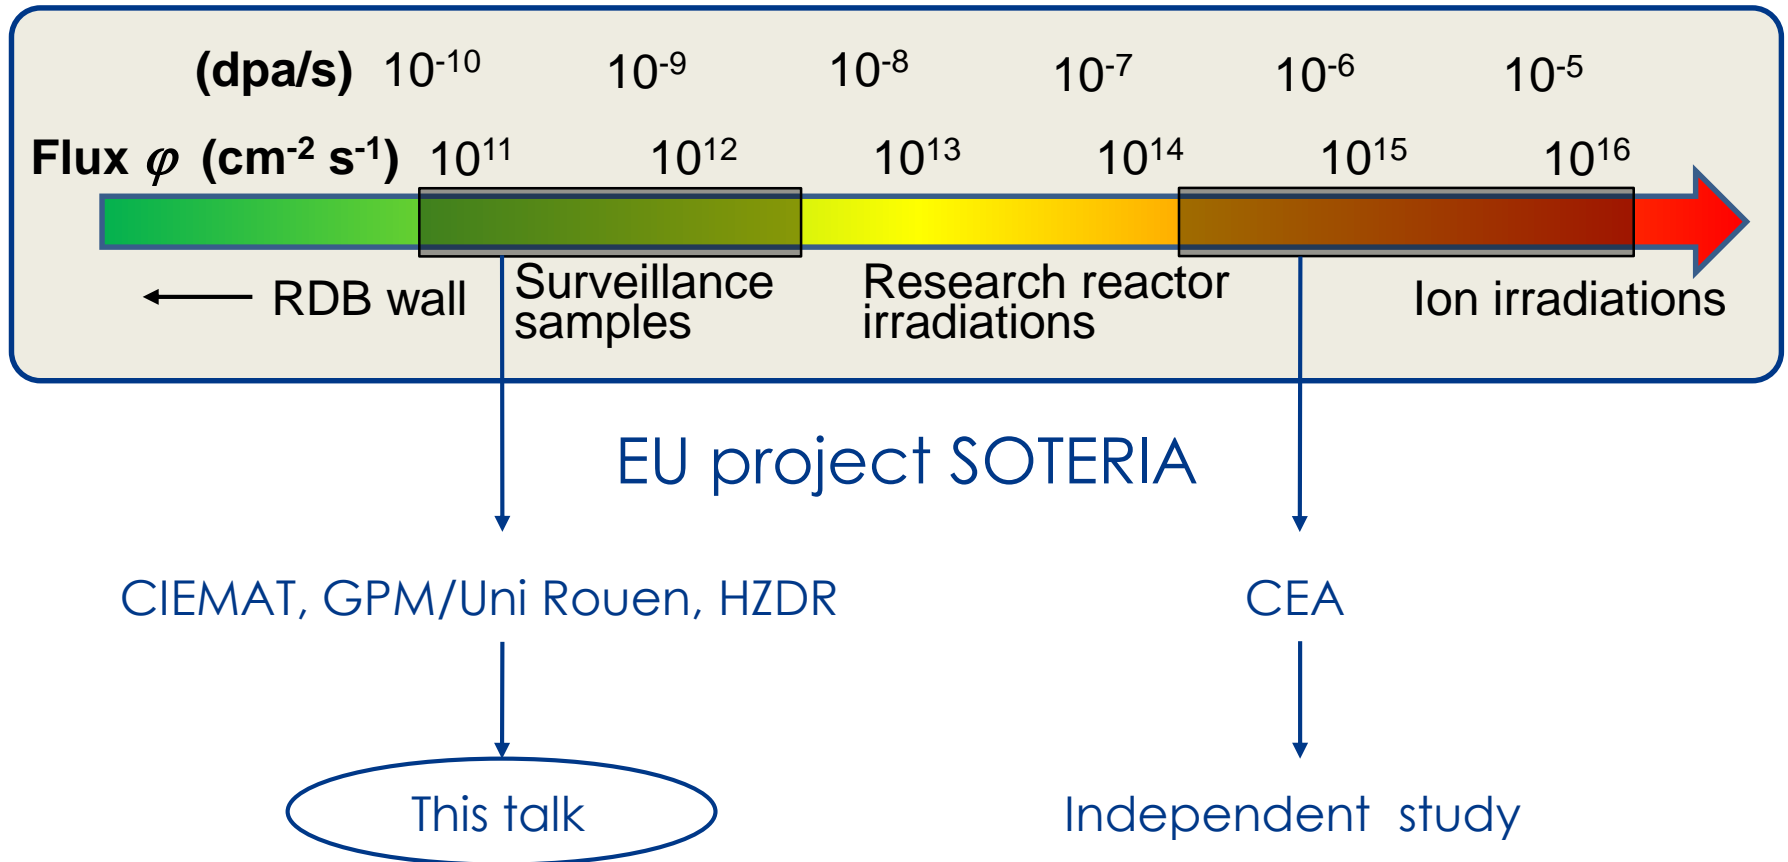 (dpa/s) 10⁻¹⁰ 10⁻⁹ 10⁻⁸ 10⁻⁷ 10⁻⁶ 10⁻⁵
Flux φ (cm⁻² s⁻¹) 10¹¹ 10¹² 10¹³ 10¹⁴ 10¹⁵ 10¹⁶
RDB wall
Surveillance
samples
Research reactor
irradiations
Ion irradiations
EU project SOTERIA
CIEMAT, GPM/Uni Rouen, HZDR
CEA
This talk
Independent study